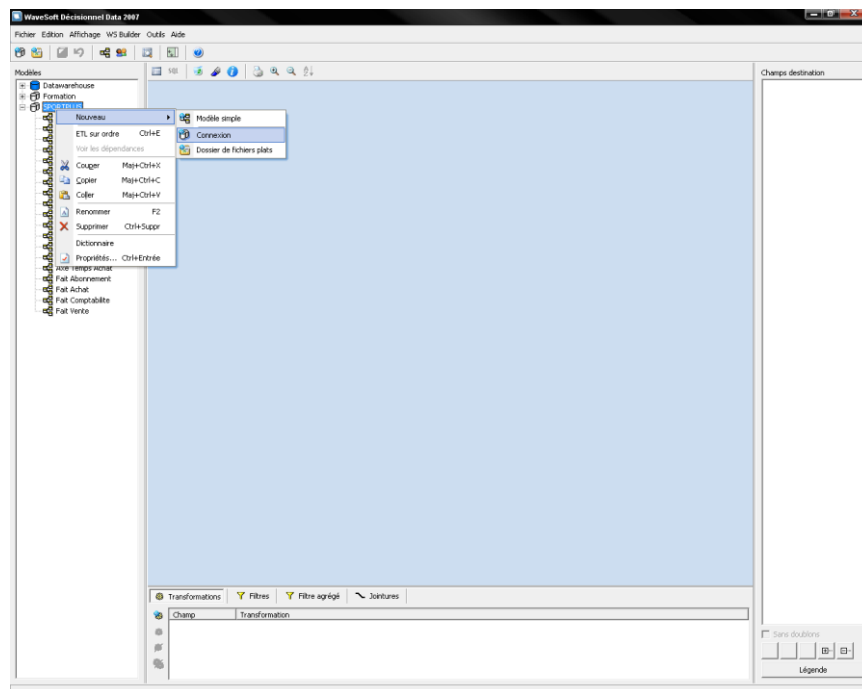 WaveSoft Décisionnel Data 2007
Fichier Edition Affichage WS Builder Outils Aide
Modèles
Champs destination
Datawarehouse
Formation
SPORTPLUS
Nouveau
ETL sur ordre Ctrl+E
Voir les dépendances
Couper Maj+Ctrl+X
Copier Maj+Ctrl+C
Coller Maj+Ctrl+V
Renommer F2
Supprimer Ctrl+Suppr
Dictionnaire
Propriétés... Ctrl+Entrée
Modèle simple
Connexion
Dossier de fichiers plats
Axe Temps Achat
Fait Abonnement
Fait Achat
Fait Comptabilite
Fait Vente
Transformations Filtres Filtre agrégé Jointures
Champ Transformation
Sans doublons
Légende